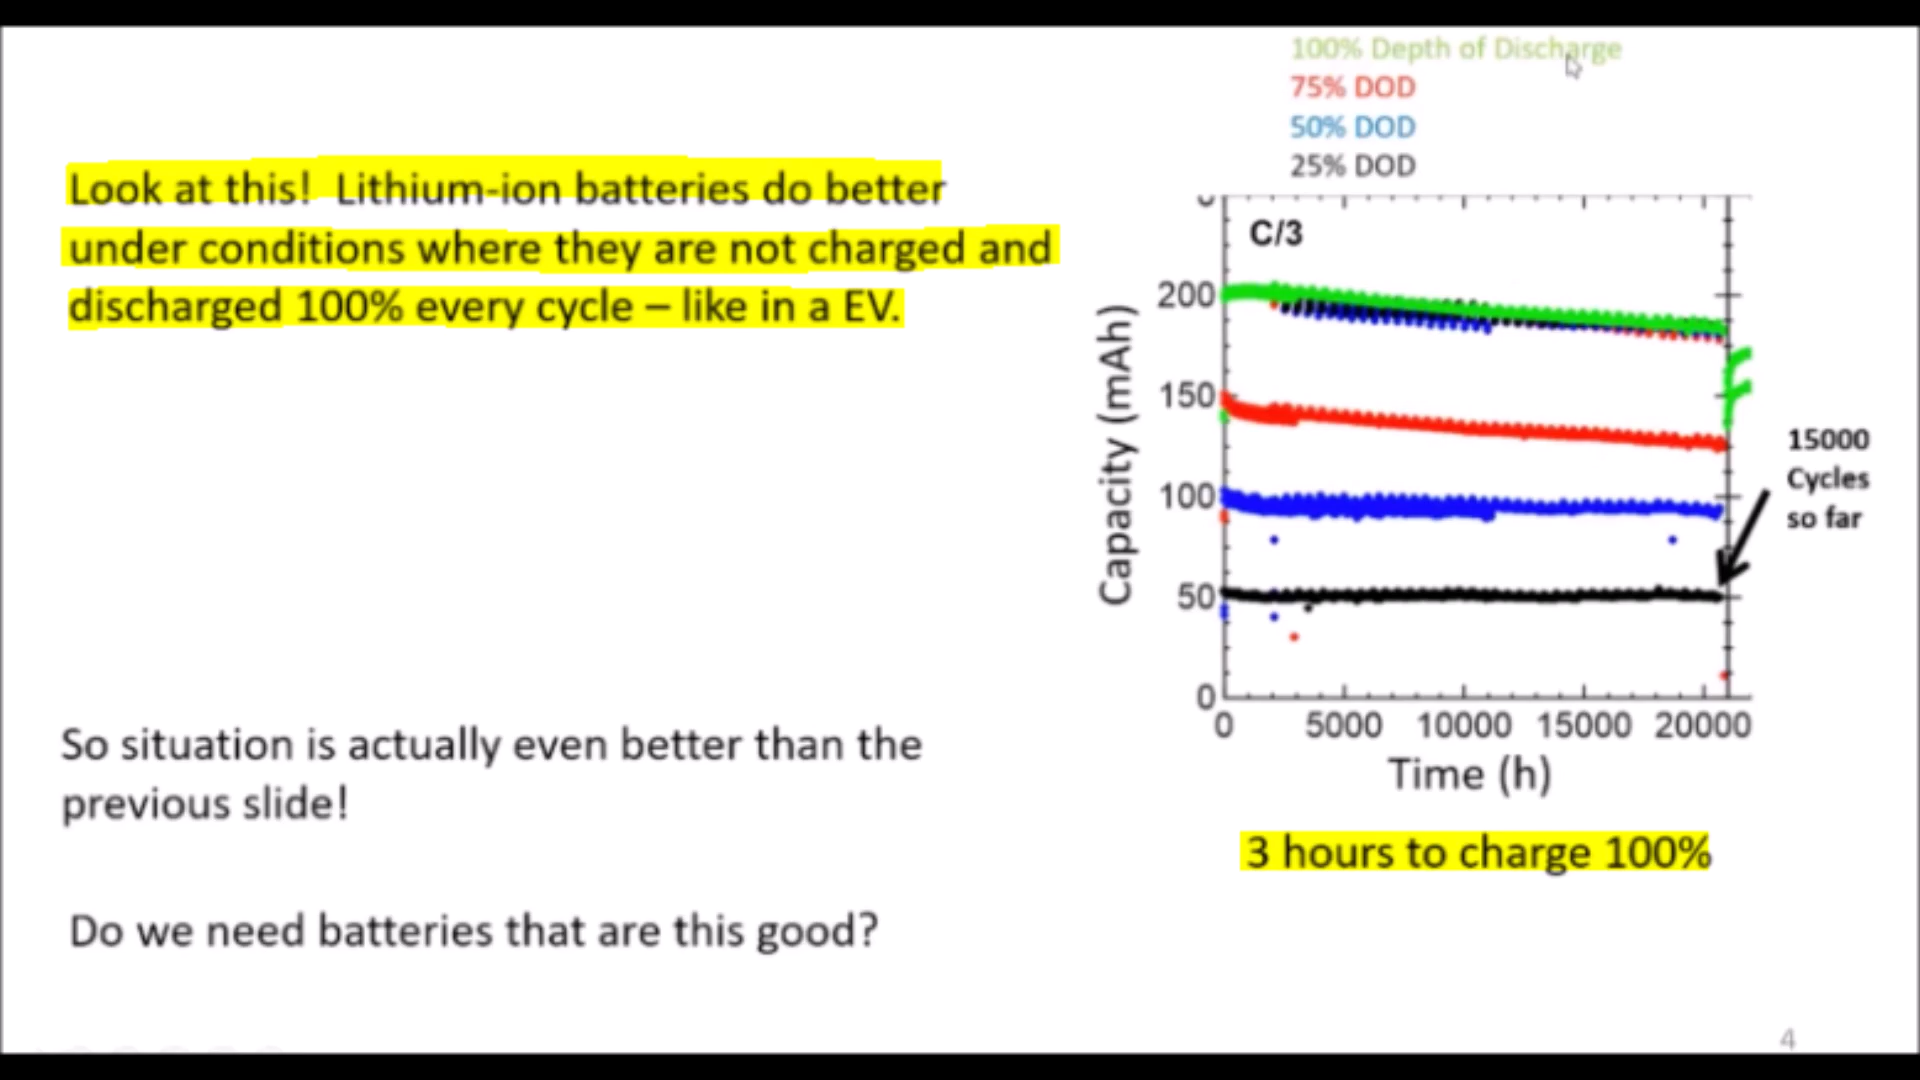 100% Depth of Discharge
75% DOD
50% DOD
25% DOD
Look at this!  Lithium-ion batteries do better
under conditions where they are not charged and
discharged 100% every cycle – like in a EV.
C/3
Capacity (mAh)
200
150
100
50
0
0 5000 10000 15000 20000
Time (h)
15000
Cycles
so far
3 hours to charge 100%
So situation is actually even better than the
previous slide!
Do we need batteries that are this good?
4